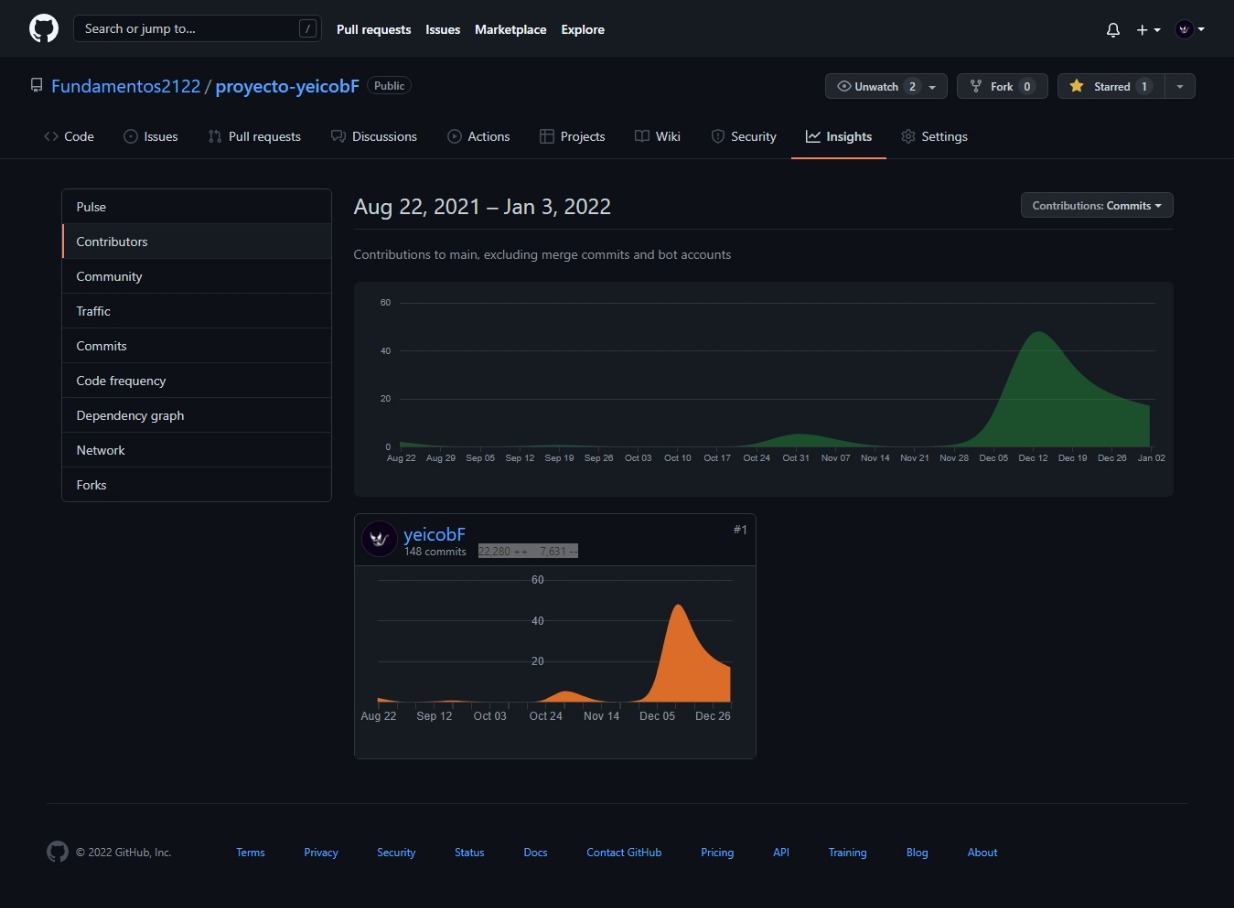 Search or jump to... / Pull requests Issues Marketplace Explore
Fundamentos2122 / proyecto-yeicobF Public Unwatch 2 Fork 0 Starred 1
Code Issues Pull requests Discussions Actions Projects Wiki Security Insights Settings
Pulse
Contributors
Community
Traffic
Commits
Code frequency
Dependency graph
Network
Forks
Aug 22, 2021 – Jan 3, 2022 Contributions: Commits
Contributions to main, excluding merge commits and bot accounts
60
40
20
0
Aug 22 Aug 29 Sep 05 Sep 12 Sep 19 Sep 26 Oct 03 Oct 10 Oct 17 Oct 24 Oct 31 Nov 07 Nov 14 Nov 21 Nov 28 Dec 05 Dec 12 Dec 19 Dec 26 Jan 02
yeicobF #1
148 commits 22,280 ++ 7,631 --
60
40
20
Aug 22 Sep 12 Oct 03 Oct 24 Nov 14 Dec 05 Dec 26
© 2022 GitHub, Inc. Terms Privacy Security Status Docs Contact GitHub Pricing API Training Blog About